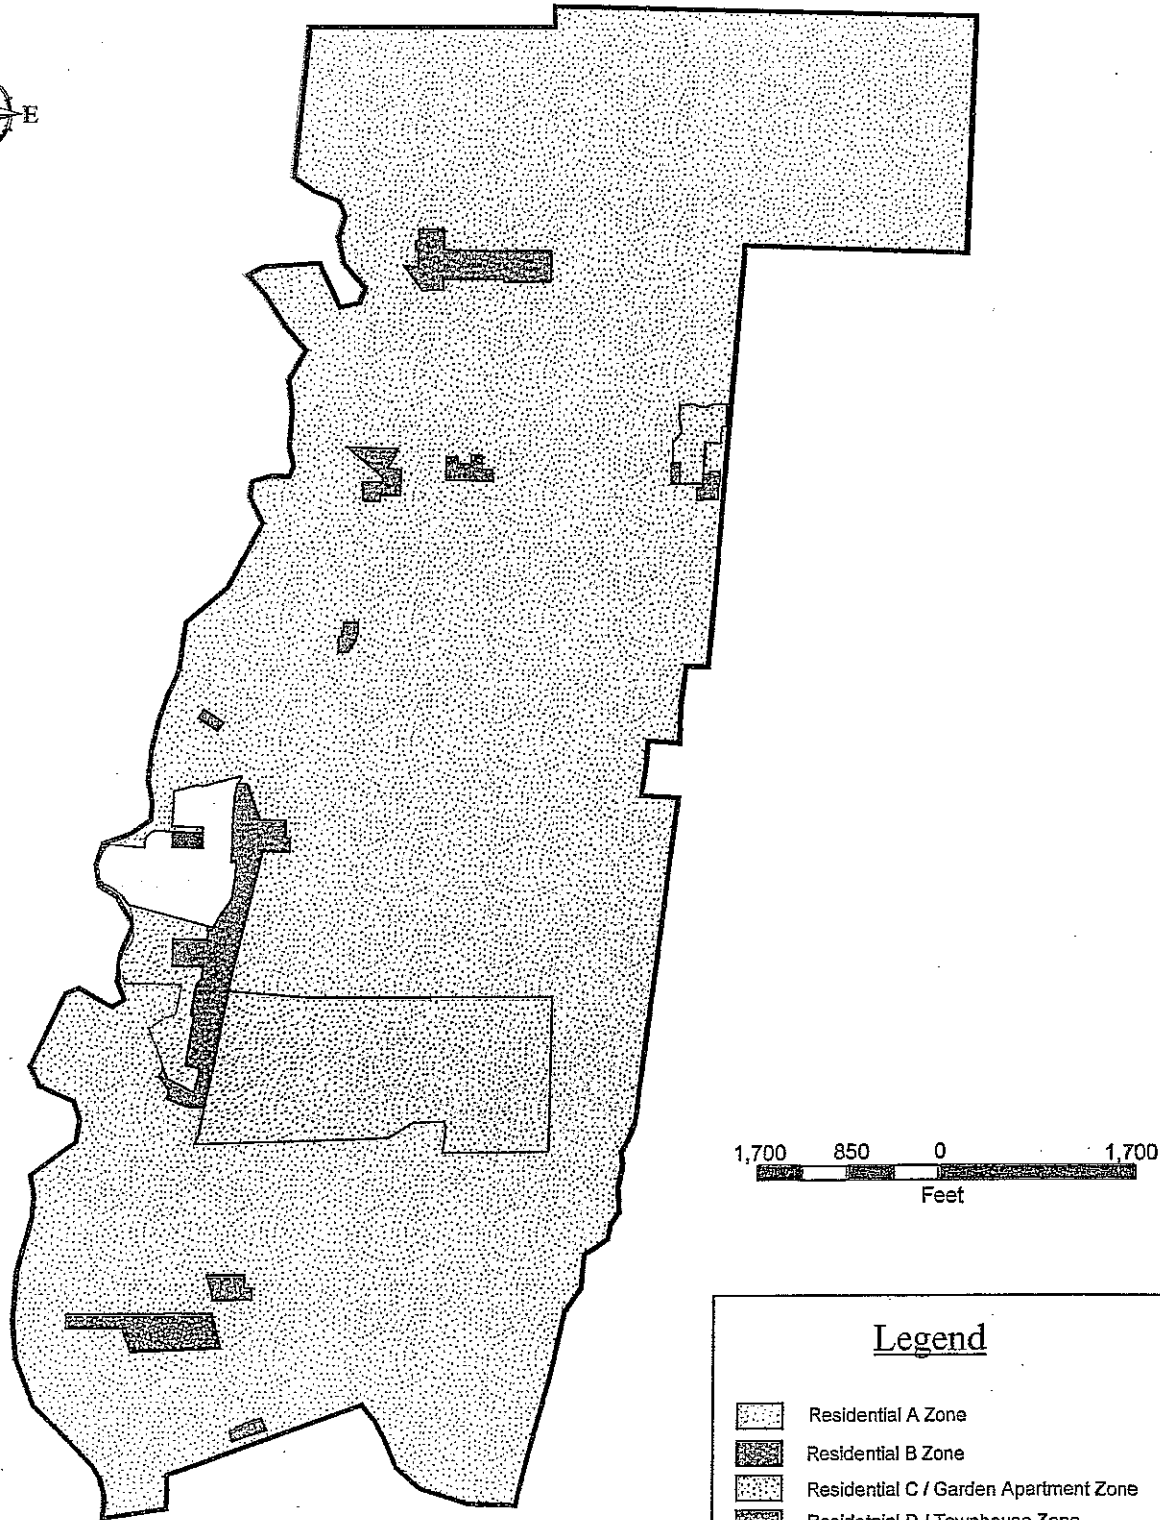 E
1,700 850 0 1,700
Feet
Legend
Residential A Zone
Residential B Zone
Residential C / Garden Apartment Zone